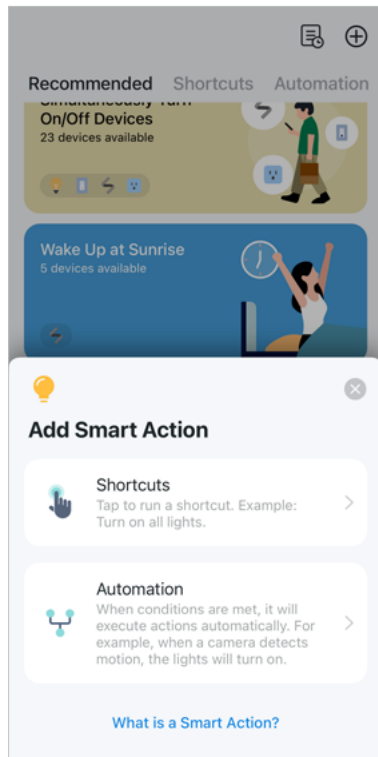 Recommended Shortcuts Automation
Simultaneously Turn
On/Off Devices
23 devices available
Wake Up at Sunrise
5 devices available
Add Smart Action
Shortcuts
Tap to run a shortcut. Example:
Turn on all lights.
Automation
When conditions are met, it will
execute actions automatically. For
example, when a camera detects
motion, the lights will turn on.
What is a Smart Action?